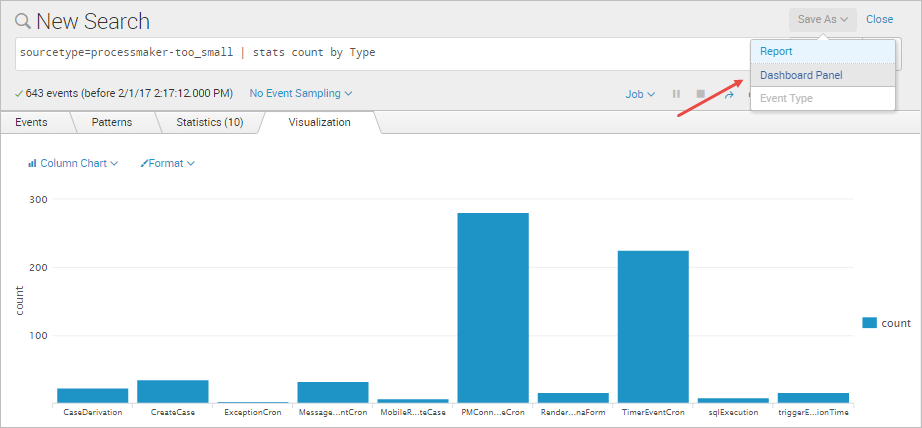 New Search
Save As
Close
sourcetype=processmaker-too_small | stats count by Type
Report
Dashboard Panel
Event Type
643 events (before 2/1/17 2:17:12.000 PM)
No Event Sampling
Job
Events
Patterns
Statistics (10)
Visualization
Column Chart
Format
300
200
100
count
count
CaseDerivation
CreateCase
ExceptionCron
Message...ntCron
MobileR...teCase
PMConn...eCron
Render...naForm
TimerEventCron
sqlExecution
triggerE...ionTime